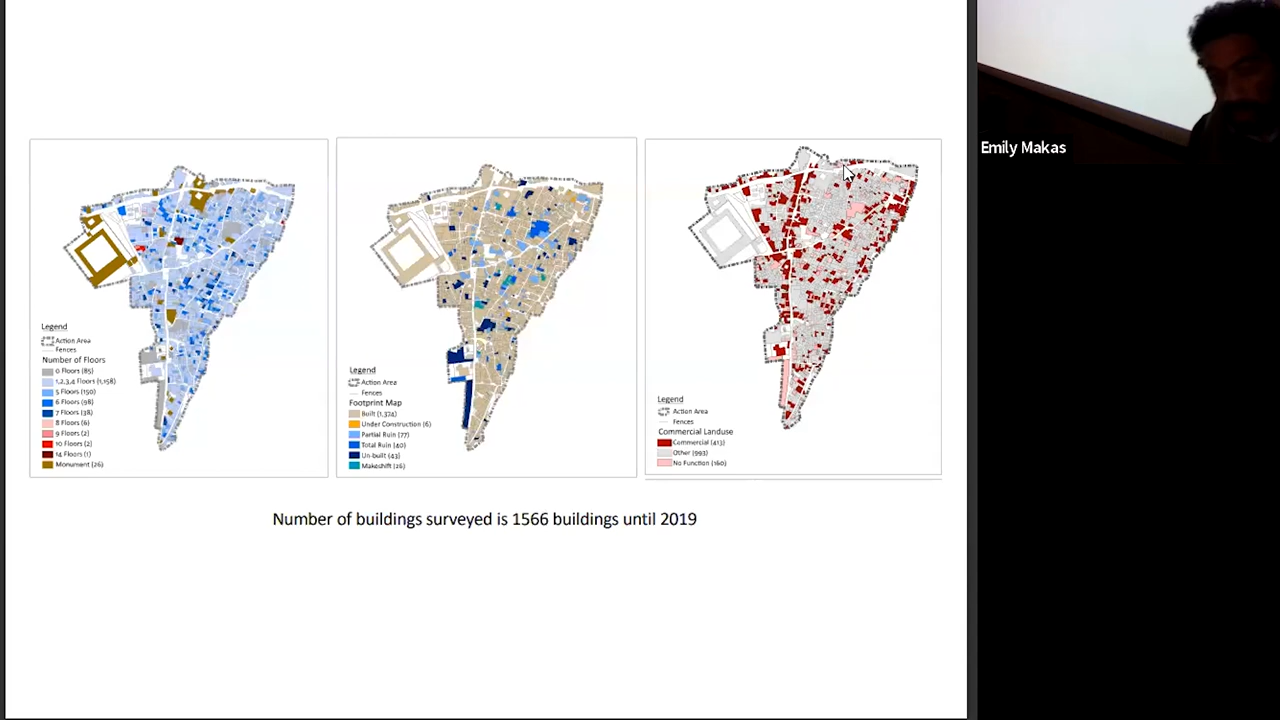 Emily Makas
Legend
Action Area
Fences
Number of Floors
0 Floors (85)
1,2,3,4 Floors (1,158)
5 Floors (150)
6 Floors (98)
7 Floors (38)
8 Floors (6)
9 Floors (2)
10 Floors (2)
14 Floors (1)
Monument (26)
Legend
Action Area
Fences
Footprint Map
Built (1,374)
Under Construction (6)
Partial Ruin (77)
Total Ruin (40)
Un-built (43)
Makeshift (26)
Legend
Action Area
Fences
Commercial Landuse
Commercial (413)
Other (993)
No Function (160)
Number of buildings surveyed is 1566 buildings until 2019